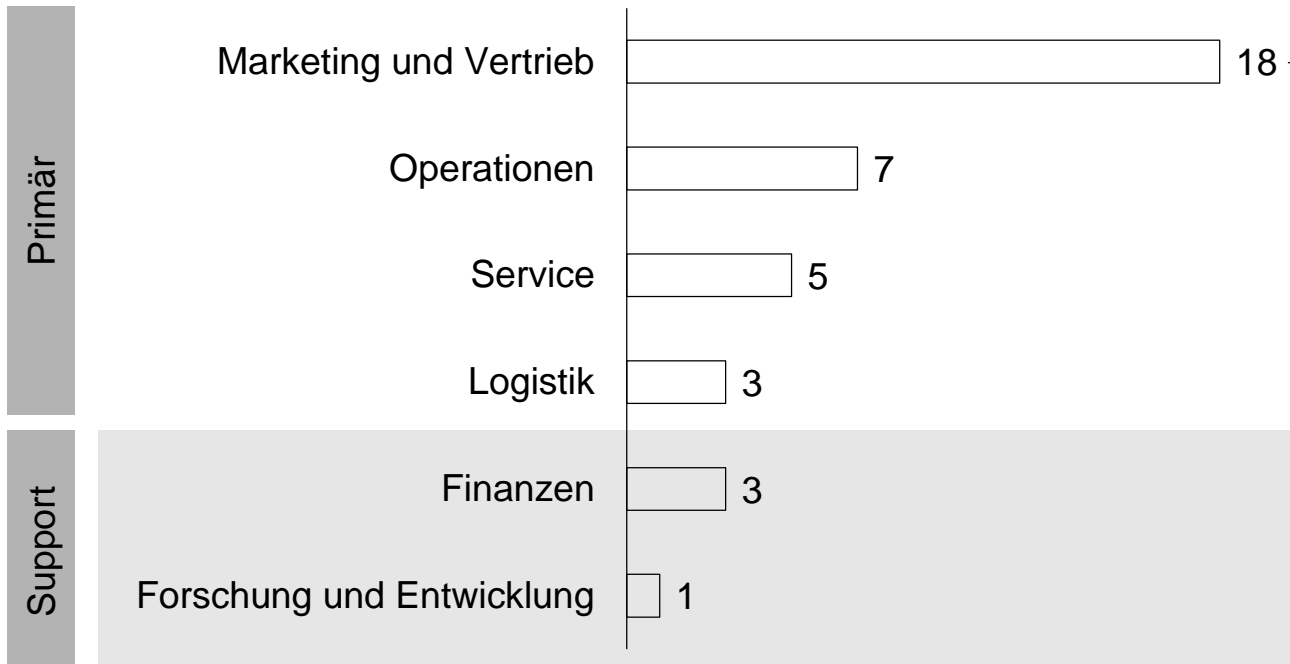 Primär
Marketing und Vertrieb 18
Operationen 7
Service 5
Logistik 3
Support
Finanzen 3
Forschung und Entwicklung 1